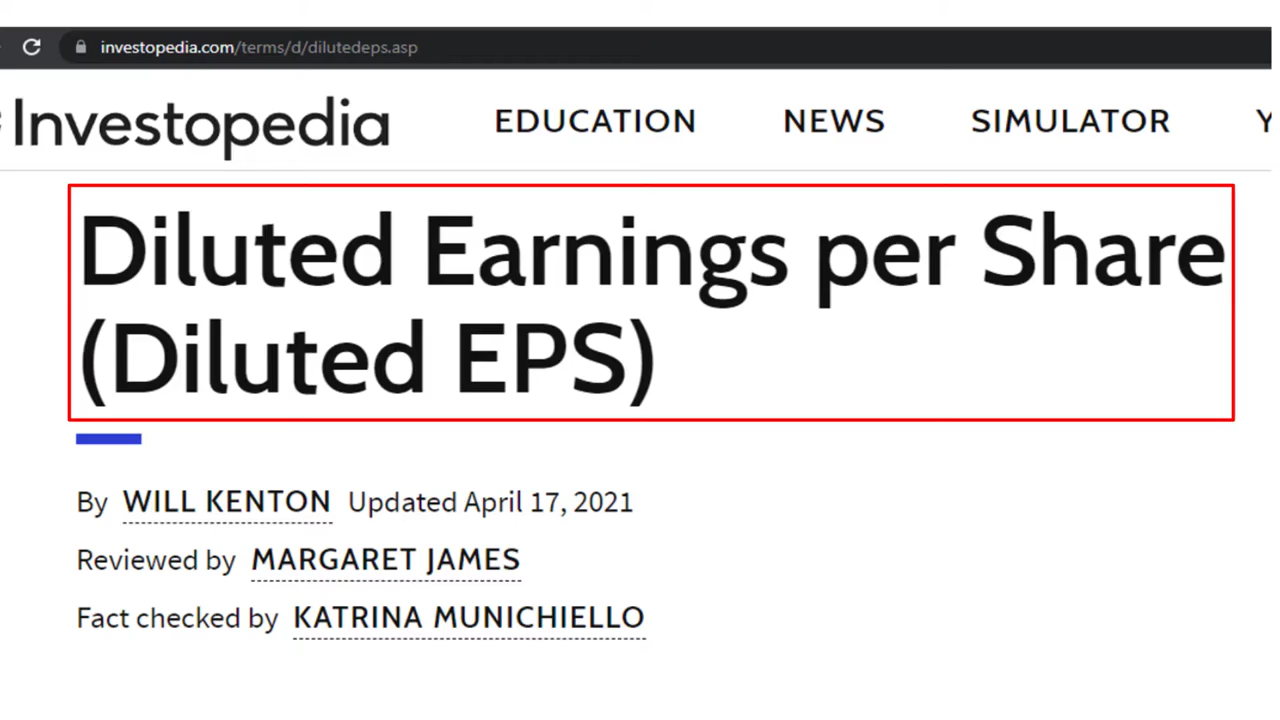 investopedia.com/terms/d/dilutedeps.asp
Investopedia EDUCATION NEWS SIMULATOR
Diluted Earnings per Share
(Diluted EPS)
By WILL KENTON Updated April 17, 2021
Reviewed by MARGARET JAMES
Fact checked by KATRINA MUNICHIELLO